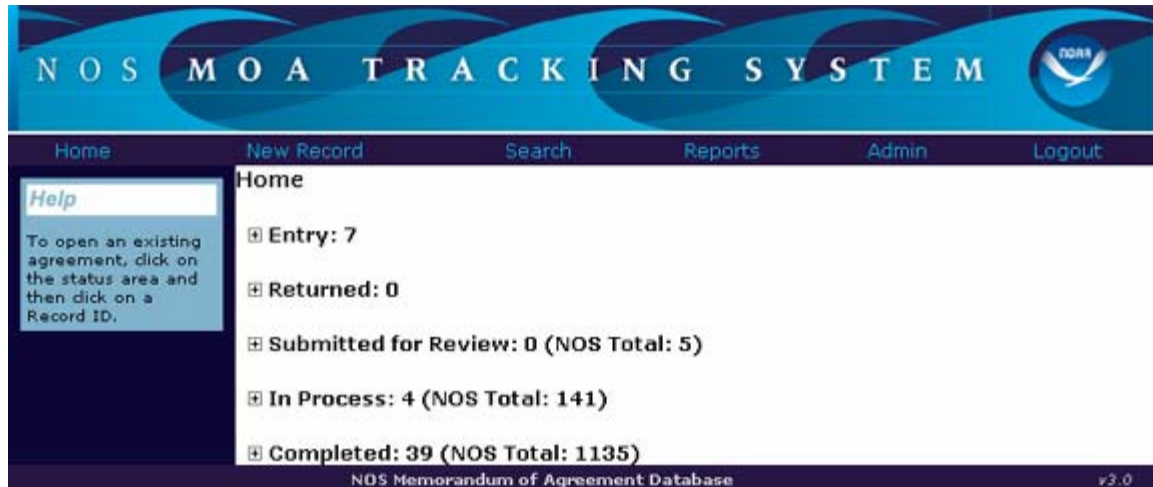 NOS MOA TRACKING SYSTEM
NOAA
Home New Record Search Reports Admin Logout
Help
To open an existing
agreement, click on
the status area and
then click on a
Record ID.
Home
Entry: 7
Returned: 0
Submitted for Review: 0 (NOS Total: 5)
In Process: 4 (NOS Total: 141)
Completed: 39 (NOS Total: 1135)
NOS Memorandum of Agreement Database v3.0